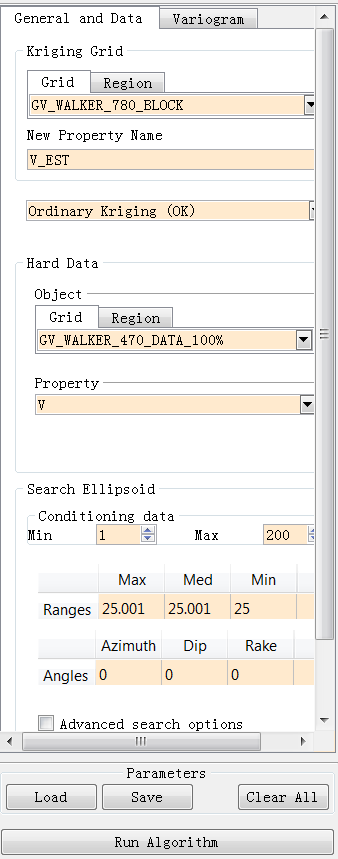 General and Data Variogram
Kriging Grid
Grid Region
GV_WALKER_780_BLOCK
New Property Name
V_EST
Ordinary Kriging (OK)
Hard Data
Object
Grid Region
GV_WALKER_470_DATA_100%
Property
V
Search Ellipsoid
Conditioning data
Min 1 Max 200
Max Med Min
Ranges 25.001 25.001 25
Azimuth Dip Rake
Angles 0 0 0
Advanced search options
Parameters
Load Save Clear All
Run Algorithm